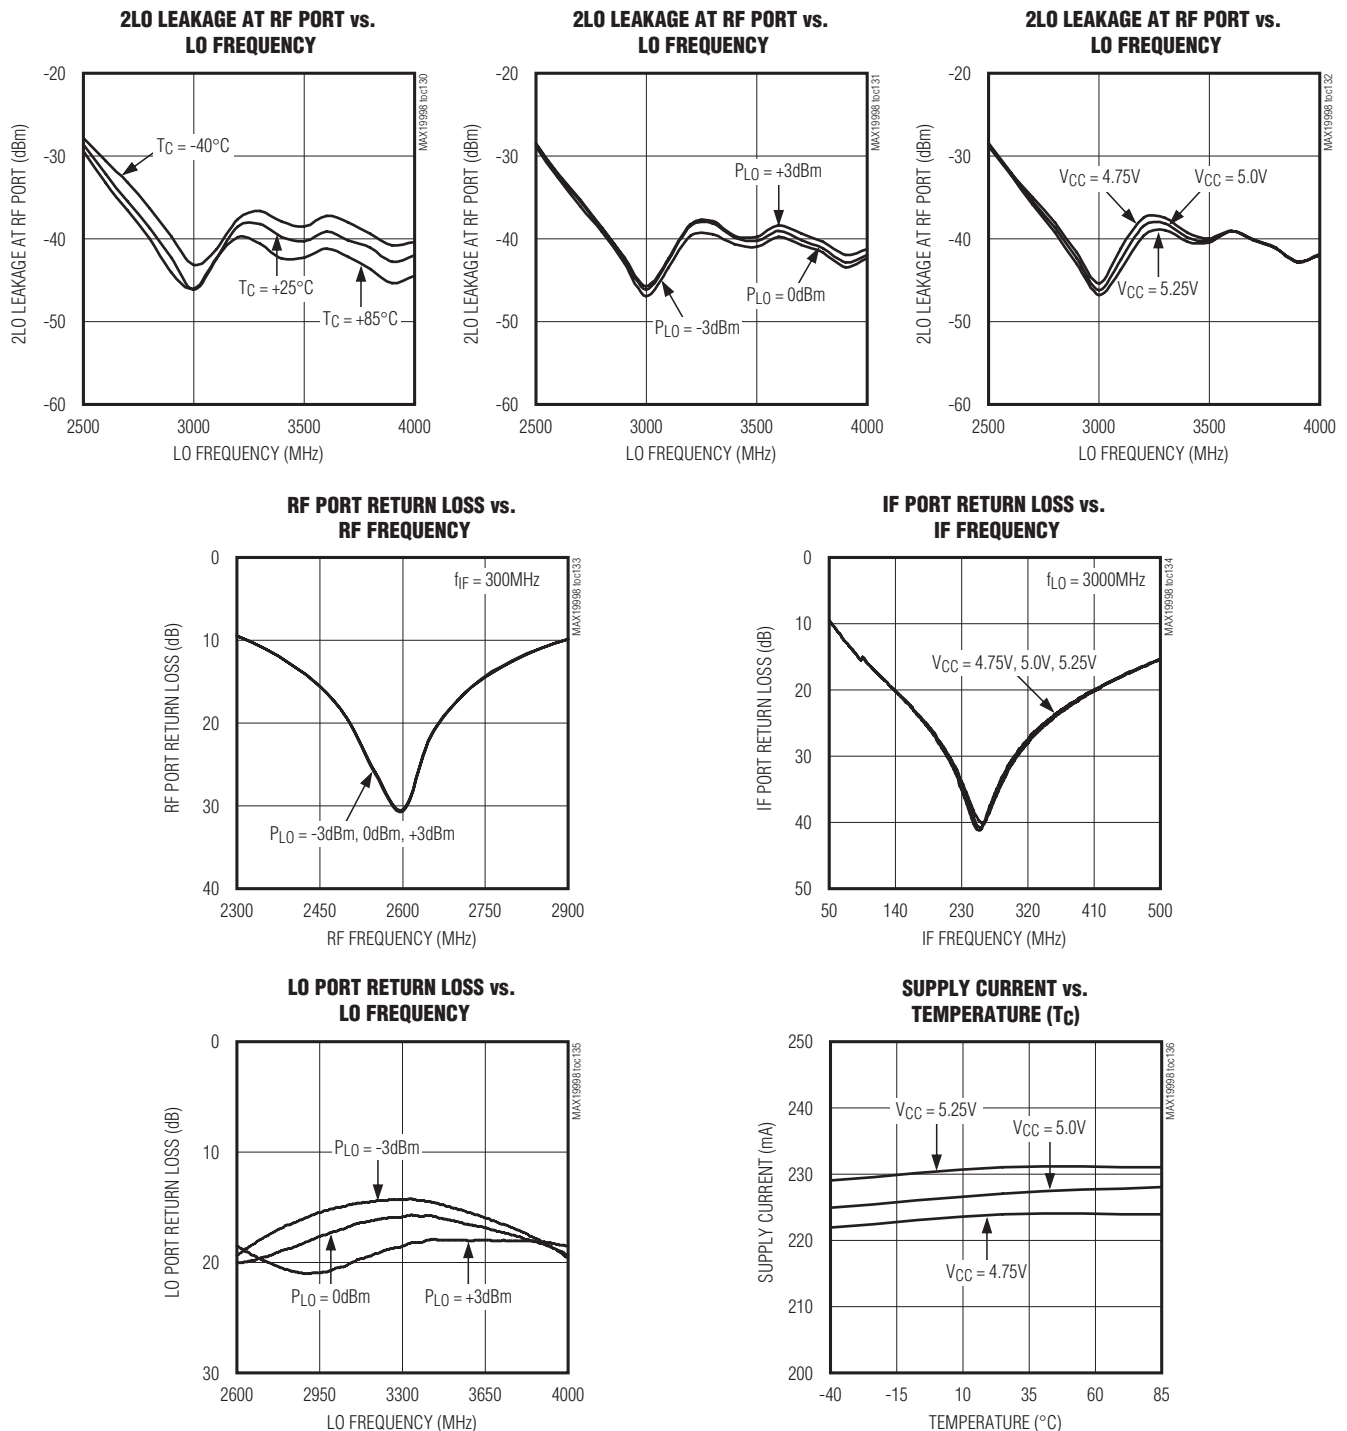 2LO LEAKAGE AT RF PORT vs.
LO FREQUENCY
-20
-30
-40
-50
-60
2LO LEAKAGE AT RF PORT (dBm)
TC = -40°C
TC = +25°C
TC = +85°C
MAX19998 toc130
2500 3000 3500 4000
LO FREQUENCY (MHz)
2LO LEAKAGE AT RF PORT vs.
LO FREQUENCY
-20
-30
-40
-50
-60
2LO LEAKAGE AT RF PORT (dBm)
PLO = +3dBm
PLO = 0dBm
PLO = -3dBm
MAX19998 toc131
2500 3000 3500 4000
LO FREQUENCY (MHz)
2LO LEAKAGE AT RF PORT vs.
LO FREQUENCY
-20
-30
-40
-50
-60
2LO LEAKAGE AT RF PORT (dBm)
VCC = 4.75V
VCC = 5.0V
VCC = 5.25V
MAX19998 toc132
2500 3000 3500 4000
LO FREQUENCY (MHz)
RF PORT RETURN LOSS vs.
RF FREQUENCY
0
10
20
30
40
RF PORT RETURN LOSS (dB)
fIF = 300MHz
PLO = -3dBm, 0dBm, +3dBm
MAX19998 toc133
2300 2450 2600 2750 2900
RF FREQUENCY (MHz)
IF PORT RETURN LOSS vs.
IF FREQUENCY
0
10
20
30
40
50
IF PORT RETURN LOSS (dB)
fLO = 3000MHz
VCC = 4.75V, 5.0V, 5.25V
MAX19998 toc134
50 140 230 320 410 500
IF FREQUENCY (MHz)
LO PORT RETURN LOSS vs.
LO FREQUENCY
0
10
20
30
LO PORT RETURN LOSS (dB)
PLO = -3dBm
PLO = 0dBm
PLO = +3dBm
MAX19998 toc135
2600 2950 3300 3650 4000
LO FREQUENCY (MHz)
SUPPLY CURRENT vs.
TEMPERATURE (TC)
250
240
230
220
210
200
SUPPLY CURRENT (mA)
VCC = 5.25V
VCC = 5.0V
VCC = 4.75V
MAX19998 toc136
-40 -15 10 35 60 85
TEMPERATURE (°C)